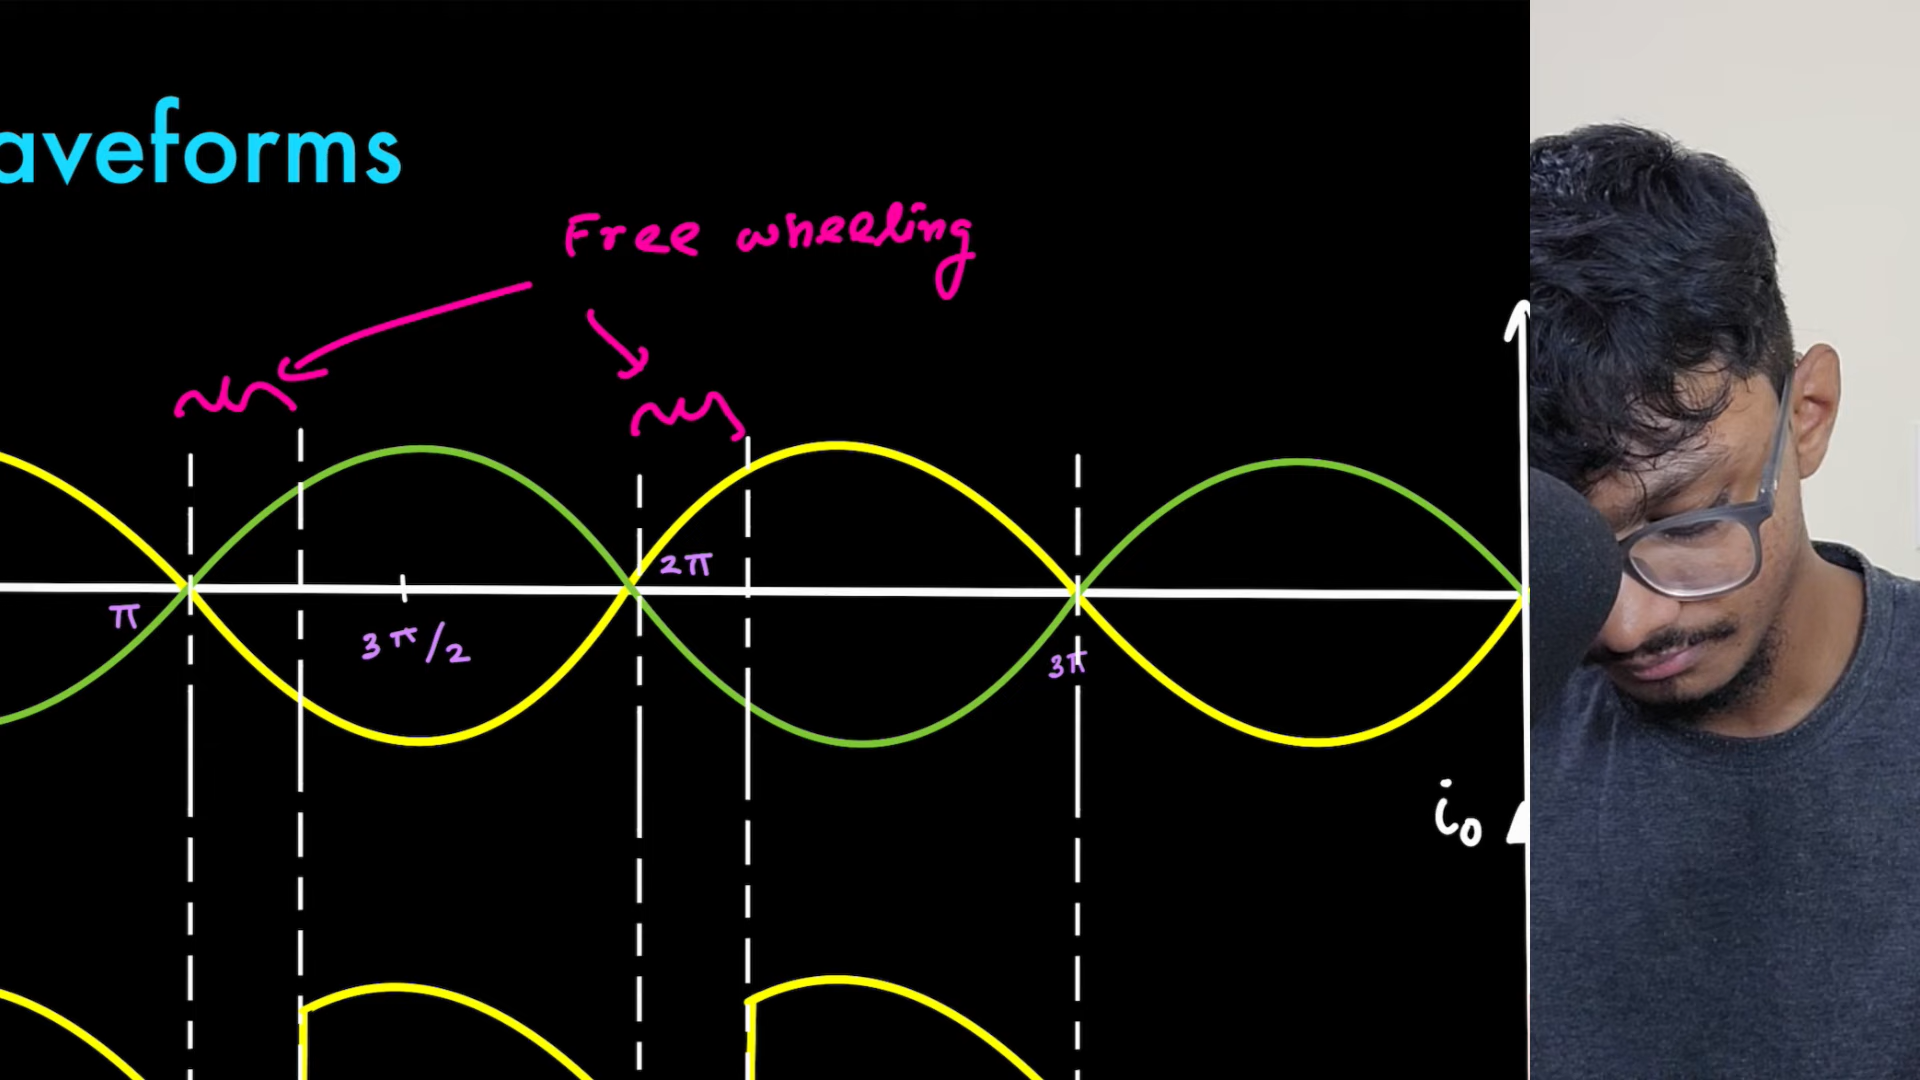 aveforms
Free wheeling
π
3π/2
2π
3π
i₀